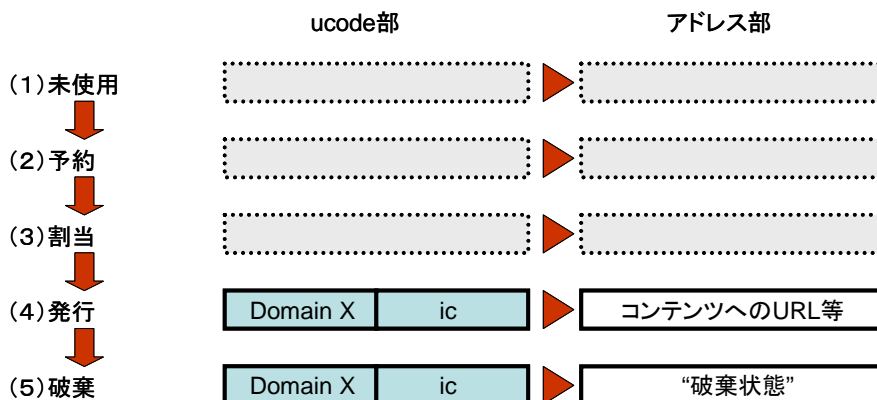 ucode部 アドレス部
(1)未使用
(2)予約
(3)割当
(4)発行 Domain X ic コンテンツへのURL等
(5)破棄 Domain X ic “破棄状態”